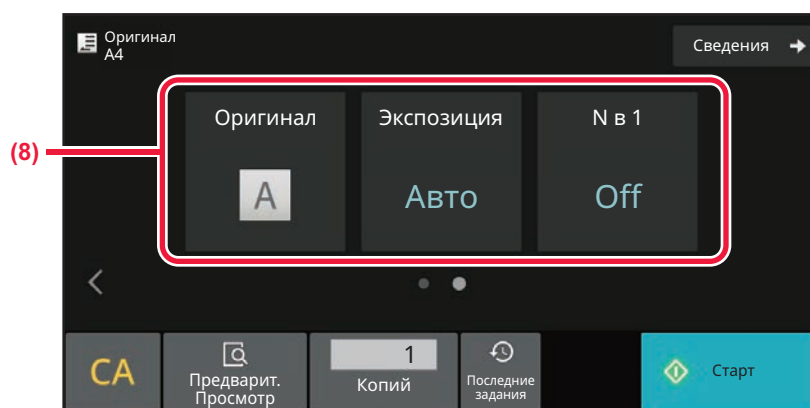 Оригинал
A4
Сведения
(8)
Оригинал
Экспозиция
N в 1
A
Авто
Off
CA
Предварит.
Просмотр
1
Копий
Последние
задания
Старт